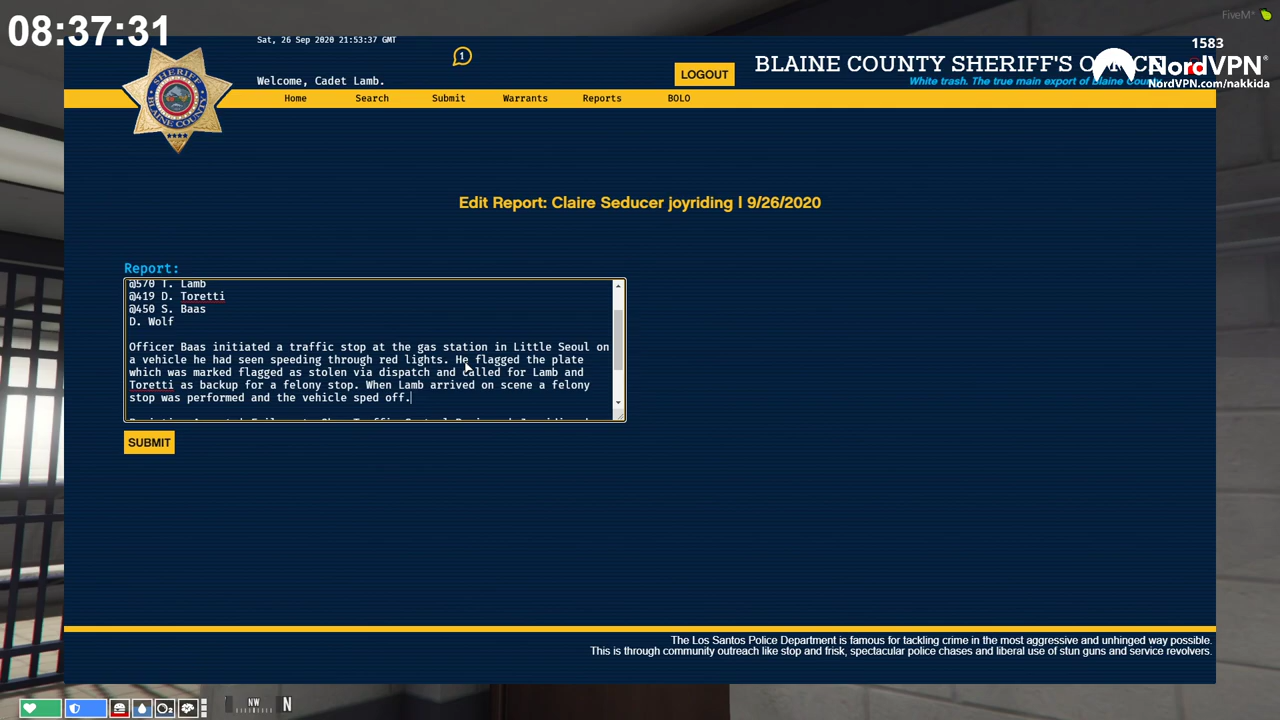 08:37:31
FiveM®
Sat, 26 Sep 2020 21:53:37 GMT
1
1583
Welcome, Cadet Lamb.
LOGOUT
BLAINE COUNTY SHERIFF'S
NordVPN®
White trash. The true main export of Blaine
NordVPN.com/nakkida
SHERIFF
BLAINE COUNTY
Home Search Submit Warrants Reports BOLO
Edit Report: Claire Seducer joyriding | 9/26/2020
Report:
@570 T. Lamb
@419 D. Toretti
@450 S. Baas
D. Wolf
Officer Baas initiated a traffic stop at the gas station in Little Seoul on
a vehicle he had seen speeding through red lights. He flagged the plate
which was marked flagged as stolen via dispatch and called for Lamb and
Toretti as backup for a felony stop. When Lamb arrived on scene a felony
stop was performed and the vehicle sped off.
SUBMIT
The Los Santos Police Department is famous for tackling crime in the most aggressive and unhinged way possible.
This is through community outreach like stop and frisk, spectacular police chases and liberal use of stun guns and service revolvers.
NW
N